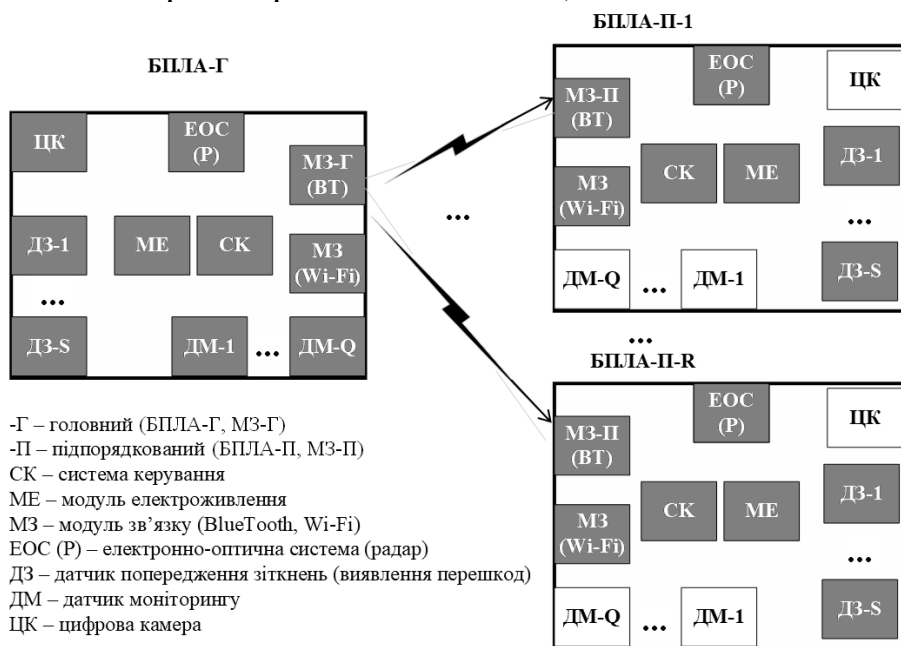 БПЛА-П-1
БПЛА-Г
ЦК
ЕОС
(Р)
МЗ-Г
(BT)
ДЗ-1
МЕ
СК
МЗ
(Wi-Fi)
...
ДЗ-S
ДМ-1
...
ДМ-Q
...
ЕОС
(Р)
ЦК
МЗ-П
(BT)
СК
МЕ
ДЗ-1
МЗ
(Wi-Fi)
...
ДМ-Q
...
ДМ-1
ДЗ-S
...
БПЛА-П-R
ЕОС
(Р)
ЦК
МЗ-П
(BT)
СК
МЕ
ДЗ-1
МЗ
(Wi-Fi)
...
ДМ-Q
...
ДМ-1
ДЗ-S
-Г – головний (БПЛА-Г, МЗ-Г)
-П – підпорядкований (БПЛА-П, МЗ-П)
СК – система керування
МЕ – модуль електроживлення
МЗ – модуль зв’язку (BlueTooth, Wi-Fi)
ЕОС (Р) – електронно-оптична система (радар)
ДЗ – датчик попередження зіткнень (виявлення перешкод)
ДМ – датчик моніторингу
ЦК – цифрова камера